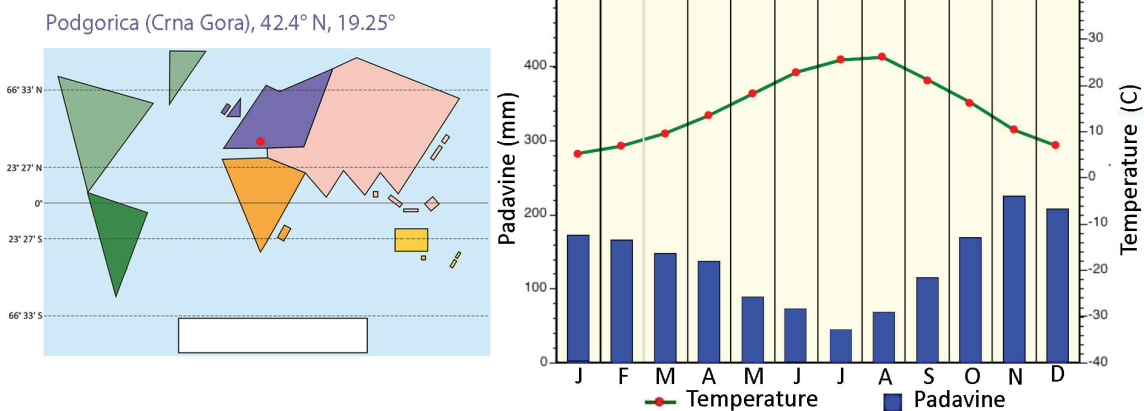 Podgorica (Crna Gora), 42.4° N, 19.25°
66° 33' N
23° 27' N
0°
23° 27' S
66° 33' S
Padavine (mm)
400
300
200
100
0
30
20
10
0
-10
-20
-30
-40
Temperature (C)
J F M A M J J A S O N D
Temperature Padavine